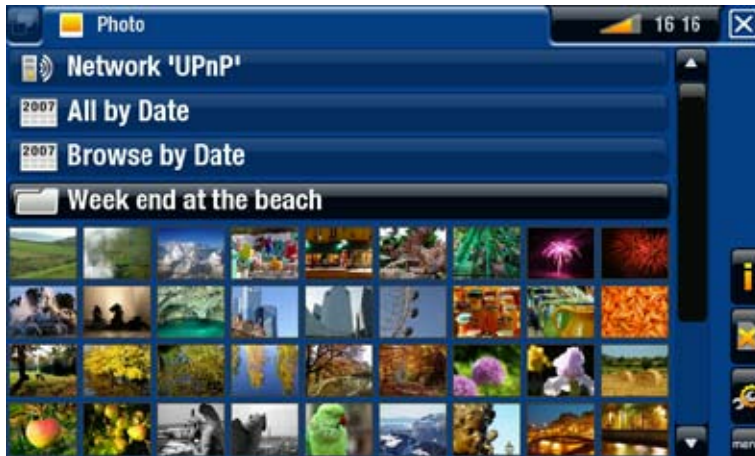 Photo
16 16
Network 'UPnP'
2007 All by Date
2007 Browse by Date
Week end at the beach